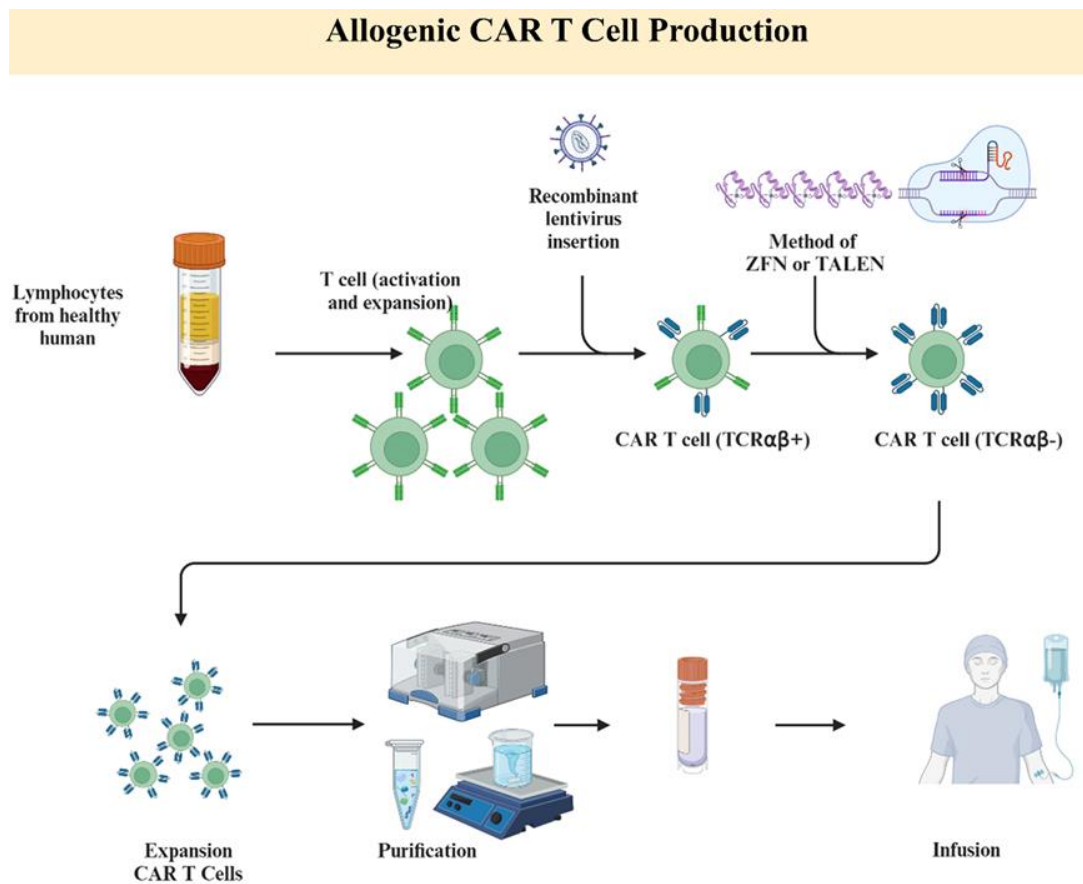 Allogenic CAR T Cell Production
Recombinant
lentivirus
insertion
Method of
ZFN or TALEN
Lymphocytes
from healthy
human
T cell (activation
and expansion)
CAR T cell (TCRαβ+)
CAR T cell (TCRαβ-)
Expansion
CAR T Cells
Purification
Infusion